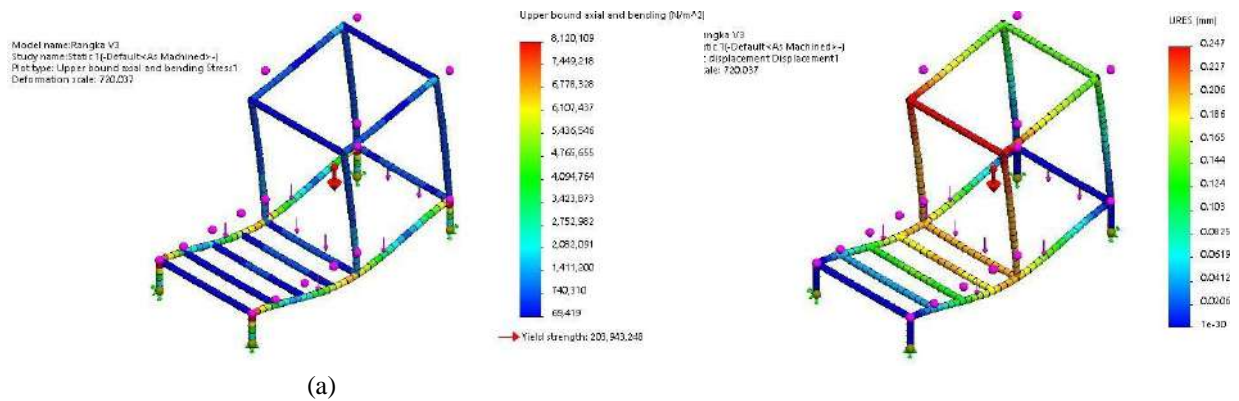 Model name:Rangka V3
Study name:Static 1(-Default<As Machined>-)
Plot type: Upper bound axial and bending Stress1
Deformation scale: 720.037
Upper bound axial and bending (N/m^2)
8,120,109
7,449,218
6,778,328
6,107,437
5,436,546
4,765,655
4,094,764
3,423,873
2,752,982
2,082,091
1,411,200
740,310
69,419
Yield strength: 203,943,248
(a)
angka V3
tic 1(-Default<As Machined>-)
t displacement Displacement1
ale: 720.037
URES (mm)
0.247
0.227
0.206
0.185
0.165
0.144
0.124
0.103
0.0825
0.0619
0.0412
0.0206
1e-30